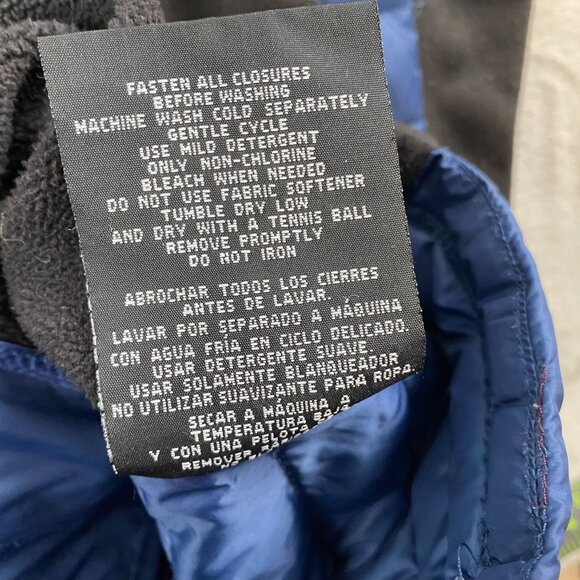 FASTEN ALL CLOSURES
BEFORE WASHING
MACHINE WASH COLD SEPARATELY
GENTLE CYCLE
USE MILD DETERGENT
ONLY NON-CHLORINE
BLEACH WHEN NEEDED
DO NOT USE FABRIC SOFTENER
TUMBLE DRY LOW
AND DRY WITH A TENNIS BALL
REMOVE PROMPTLY
DO NOT IRON
ABROCHAR TODOS LOS CIERRES
ANTES DE LAVAR.
LAVAR POR SEPARADO A MÁQUINA
CON AGUA FRÍA EN CICLO DELICADO.
USAR DETERGENTE SUAVE.
USAR SOLAMENTE BLANQUEADOR
NO UTILIZAR SUAVIZANTE PARA ROPA.
SECAR A MÁQUINA A
TEMPERATURA
Y CON UNA
REMOVER